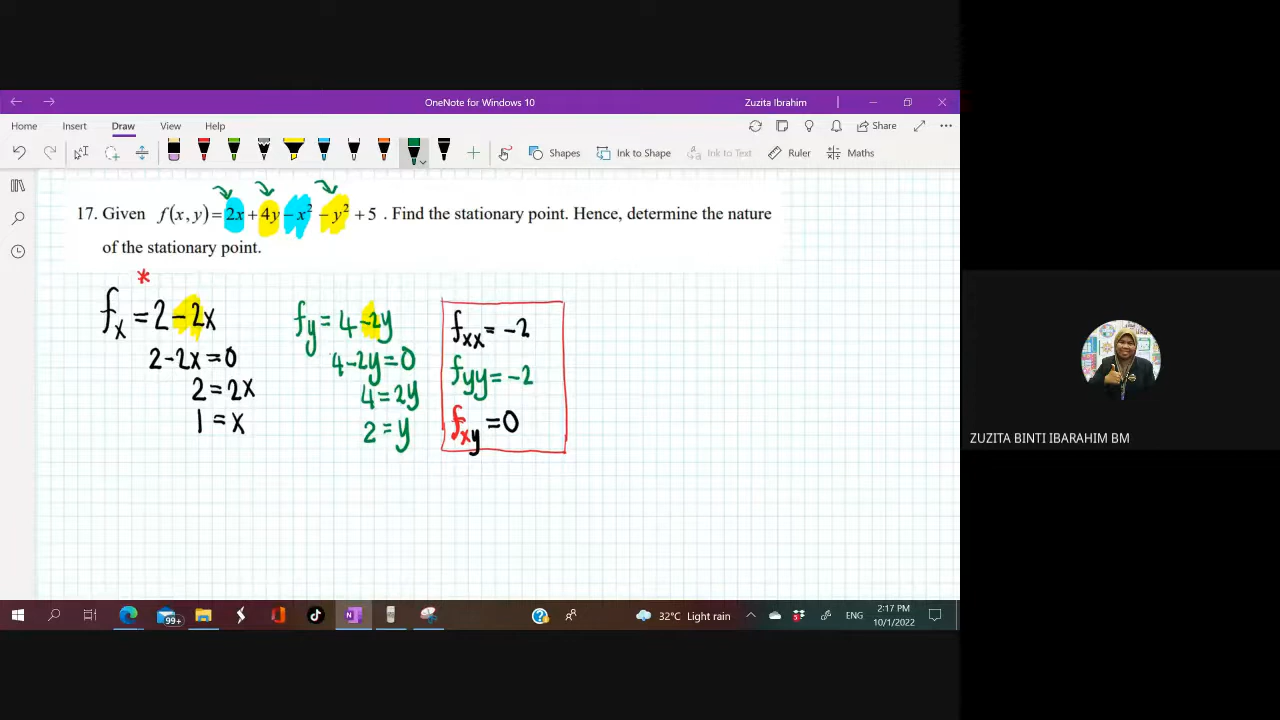 OneNote for Windows 10
Zuzita Ibrahim
Home Insert Draw View Help
Share
Shapes Ink to Shape Ink to Text Ruler Maths
17. Given f(x,y)=2x+4y−x²−y²+5 . Find the stationary point. Hence, determine the nature
of the stationary point.
*
fx = 2 − 2x
2−2x = 0
2 = 2x
1 = x
fy = 4 −2y
4−2y = 0
4 = 2y
2 = y
fxx = −2
fyy = −2
fxy = 0
ZUZITA BINTI IBARAHIM BM
99+
32°C Light rain
ENG
2:17 PM
10/1/2022